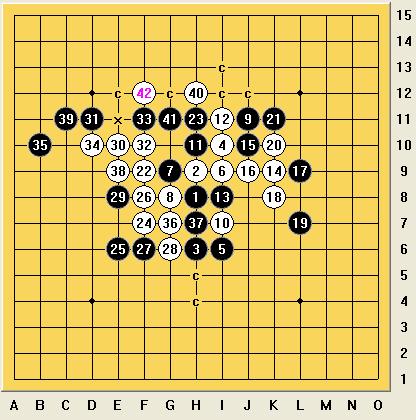 15
14
c 13
c 42 c 40 c c 12
39 31 × 33 41 23 12 9 21 11
35 34 30 32 11 4 15 20 10
38 22 7 2 6 16 14 17 9
29 26 8 1 13 18 8
24 36 37 10 19 7
25 27 28 3 5 6
c 5
c 4
3
2
1
A B C D E F G H I J K L M N O